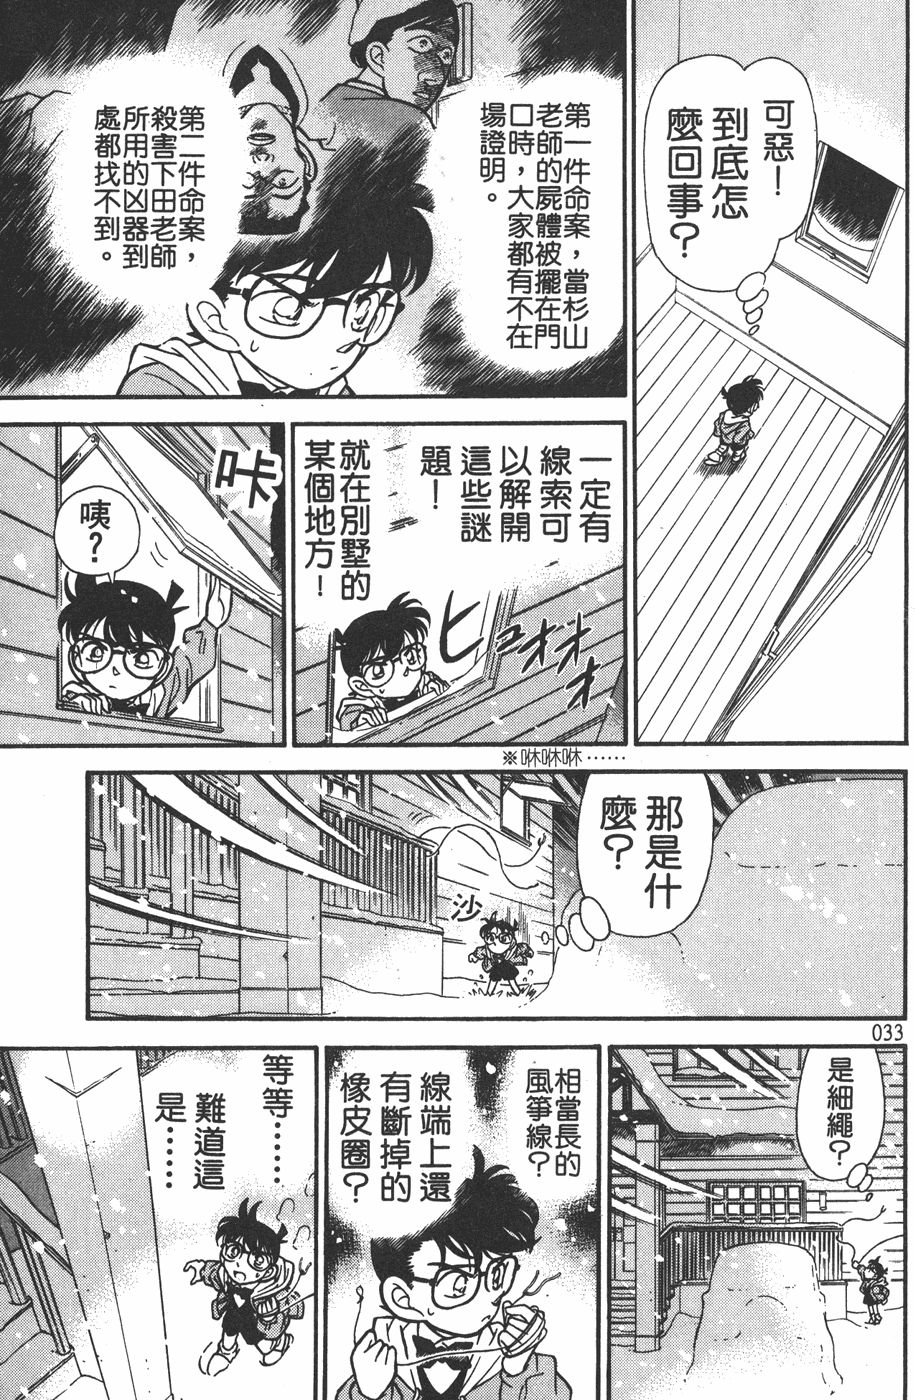 可惡！
到底怎
麼回事？
第一件命案，當杉山
老師的屍體被擺在門
口時，大家都有不在
場證明。
第二件命案，
殺害下田老師
所用的凶器到
處都找不到。
一定有
線索可
以解開
這些謎
題！
就在別墅的
某個地方！
ヒュオオオ
※咻咻咻……
咔
咦？
那是什
麼？
沙
033
是細繩？
相當長的
風箏線？
線端上還
有斷掉的
橡皮圈？
等等……
難道這
是……